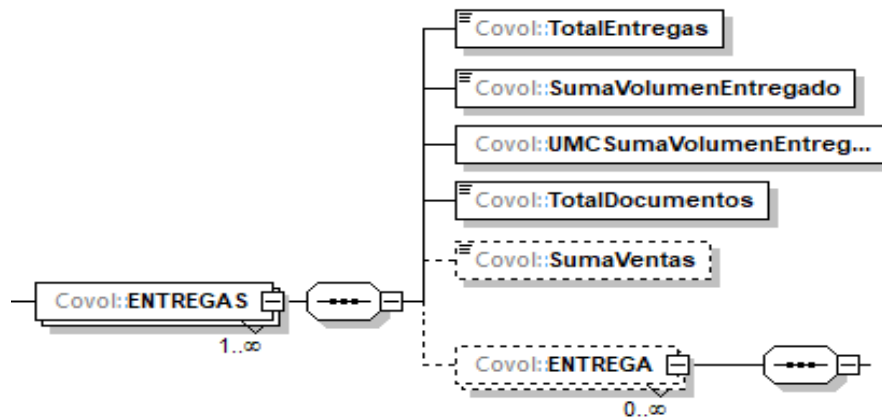 Covol::TotalEntregas
Covol::SumaVolumenEntregado
Covol::UMCSumaVolumenEntreg...
Covol::TotalDocumentos
Covol::SumaVentas
Covol::ENTREGAS
1..∞
Covol::ENTREGA
0..∞